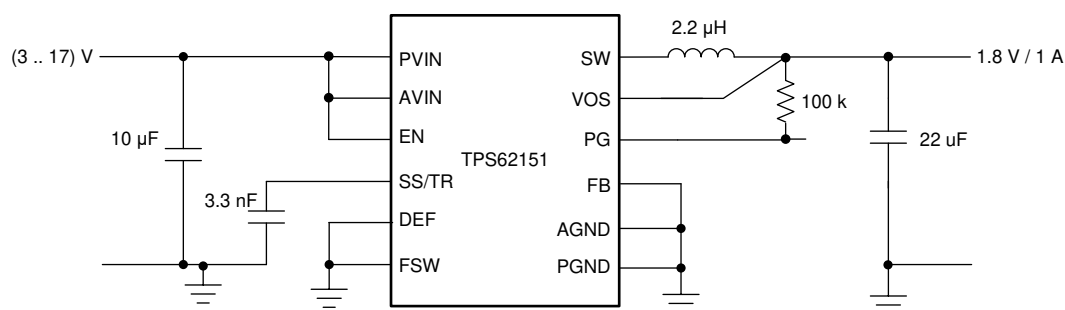 (3 .. 17) V
10 µF
3.3 nF
PVIN
AVIN
EN
SS/TR
DEF
FSW
TPS62151
SW
VOS
PG
FB
AGND
PGND
2.2 µH
100 k
1.8 V / 1 A
22 uF